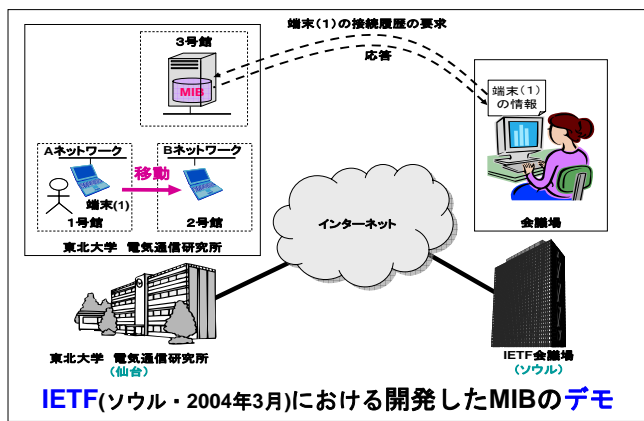 端末(1)の接続履歴の要求
応答
3号館
MIB
端末(1)
の情報
Aネットワーク
Bネットワーク
移動
端末(1)
1号館
2号館
東北大学 電気通信研究所
会議場
インターネット
東北大学 電気通信研究所
(仙台)
IETF会議場
(ソウル)
IETF(ソウル・2004年3月)における開発したMIBのデモ